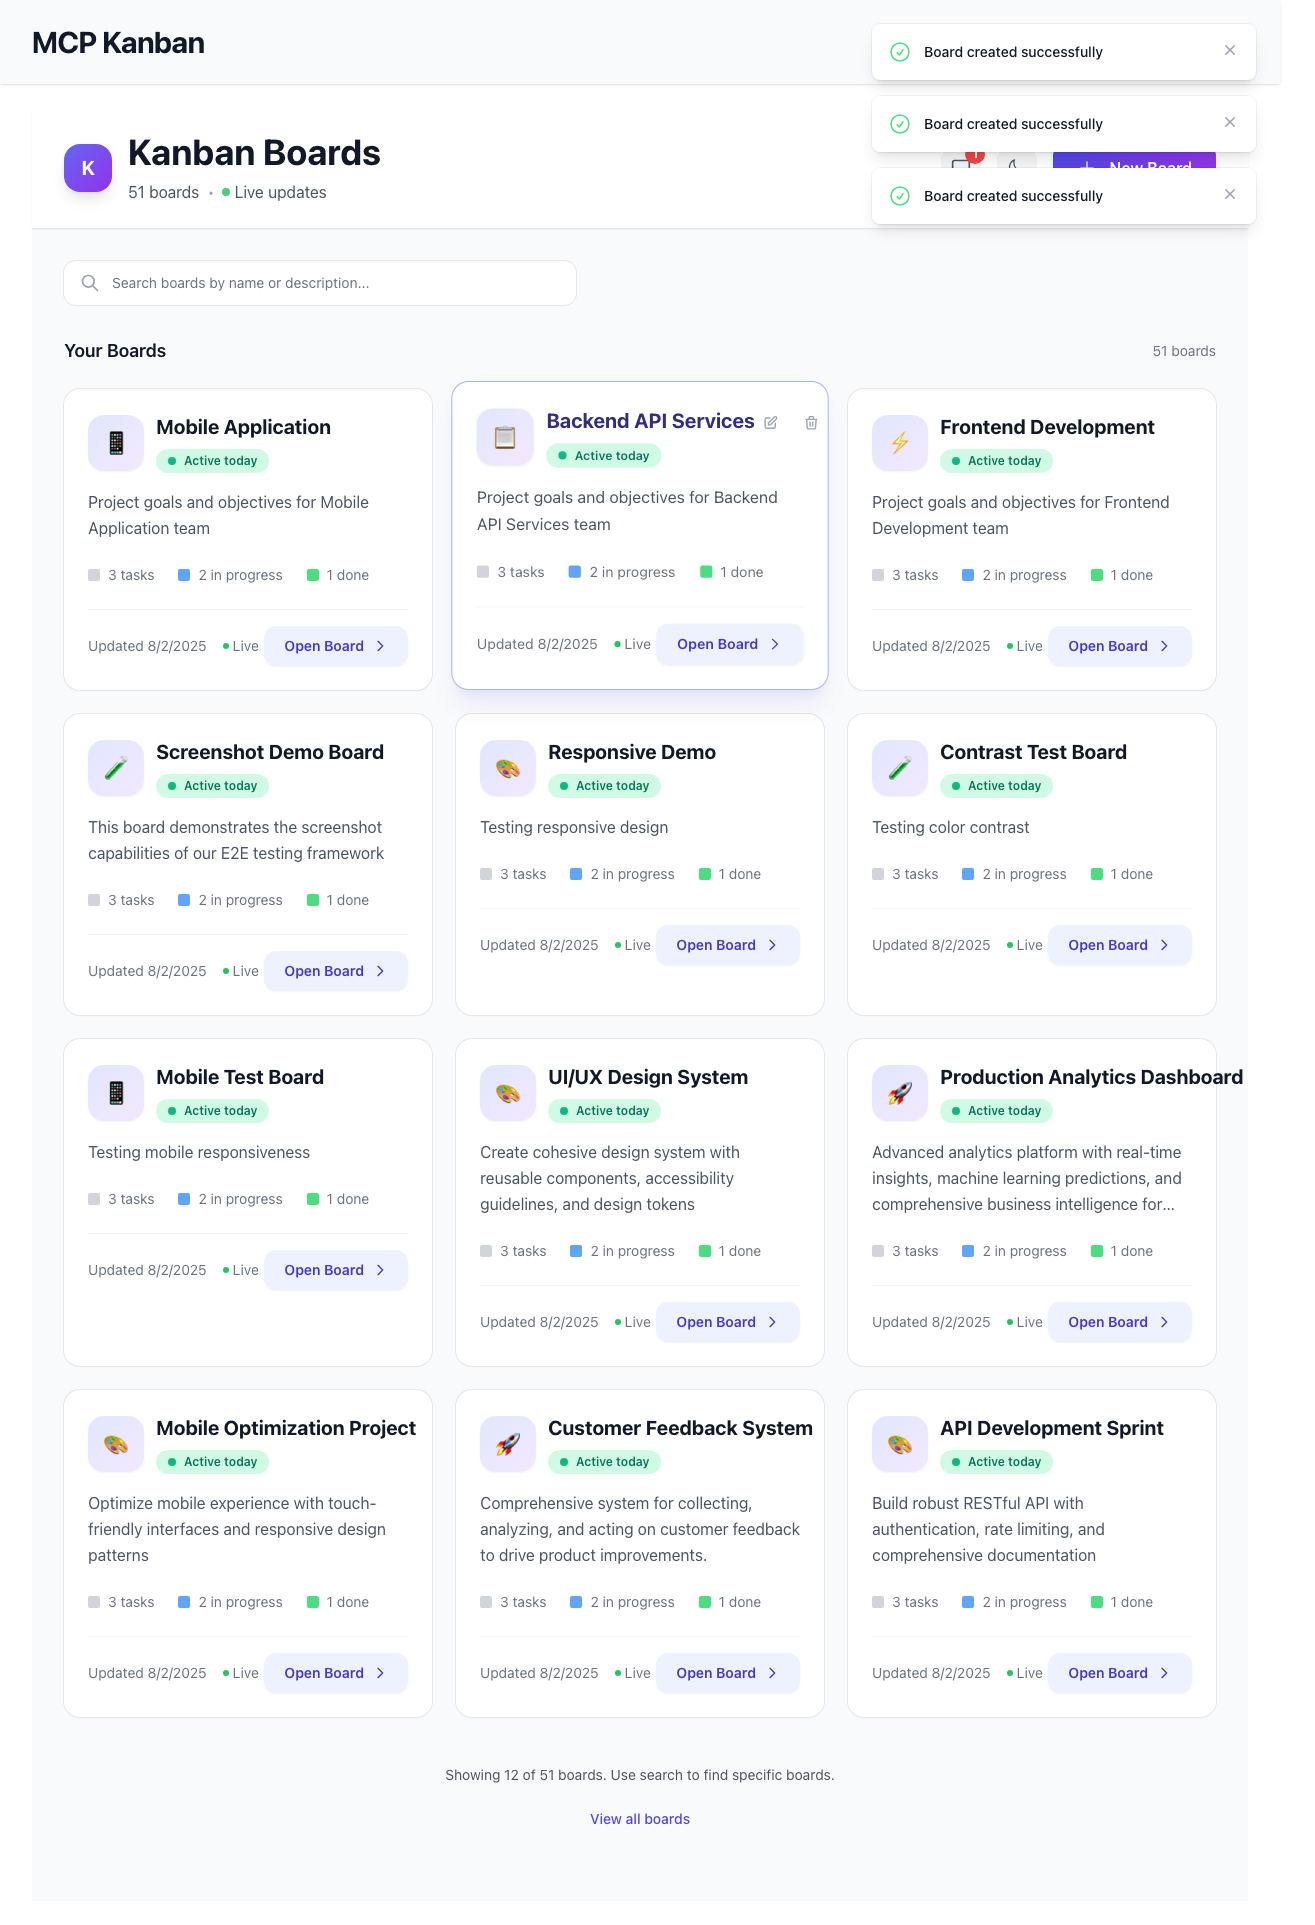 MCP Kanban
Board created successfully
Board created successfully
Board created successfully
K
Kanban Boards
51 boards • Live updates
New Board
Search boards by name or description...
Your Boards
51 boards
Mobile Application
Active today
Project goals and objectives for Mobile
Application team
3 tasks 2 in progress 1 done
Updated 8/2/2025 Live Open Board
Backend API Services
Active today
Project goals and objectives for Backend
API Services team
3 tasks 2 in progress 1 done
Updated 8/2/2025 Live Open Board
Frontend Development
Active today
Project goals and objectives for Frontend
Development team
3 tasks 2 in progress 1 done
Updated 8/2/2025 Live Open Board
Screenshot Demo Board
Active today
This board demonstrates the screenshot
capabilities of our E2E testing framework
3 tasks 2 in progress 1 done
Updated 8/2/2025 Live Open Board
Responsive Demo
Active today
Testing responsive design
3 tasks 2 in progress 1 done
Updated 8/2/2025 Live Open Board
Contrast Test Board
Active today
Testing color contrast
3 tasks 2 in progress 1 done
Updated 8/2/2025 Live Open Board
Mobile Test Board
Active today
Testing mobile responsiveness
3 tasks 2 in progress 1 done
Updated 8/2/2025 Live Open Board
UI/UX Design System
Active today
Create cohesive design system with
reusable components, accessibility
guidelines, and design tokens
3 tasks 2 in progress 1 done
Updated 8/2/2025 Live Open Board
Production Analytics Dashboard
Active today
Advanced analytics platform with real-time
insights, machine learning predictions, and
comprehensive business intelligence for...
3 tasks 2 in progress 1 done
Updated 8/2/2025 Live Open Board
Mobile Optimization Project
Active today
Optimize mobile experience with touch-
friendly interfaces and responsive design
patterns
3 tasks 2 in progress 1 done
Updated 8/2/2025 Live Open Board
Customer Feedback System
Active today
Comprehensive system for collecting,
analyzing, and acting on customer feedback
to drive product improvements.
3 tasks 2 in progress 1 done
Updated 8/2/2025 Live Open Board
API Development Sprint
Active today
Build robust RESTful API with
authentication, rate limiting, and
comprehensive documentation
3 tasks 2 in progress 1 done
Updated 8/2/2025 Live Open Board
Showing 12 of 51 boards. Use search to find specific boards.
View all boards